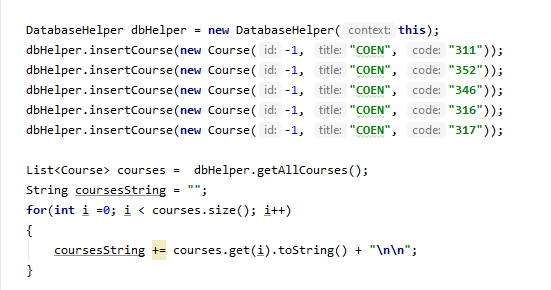 DatabaseHelper dbHelper = new DatabaseHelper( context: this);
dbHelper.insertCourse(new Course( id: -1, title: "COEN", code: "311"));
dbHelper.insertCourse(new Course( id: -1, title: "COEN", code: "352"));
dbHelper.insertCourse(new Course( id: -1, title: "COEN", code: "346"));
dbHelper.insertCourse(new Course( id: -1, title: "COEN", code: "316"));
dbHelper.insertCourse(new Course( id: -1, title: "COEN", code: "317"));
List<Course> courses =  dbHelper.getAllCourses();
String coursesString = "";
for(int i =0; i < courses.size(); i++)
{
coursesString += courses.get(i).toString() + "\n\n";
}